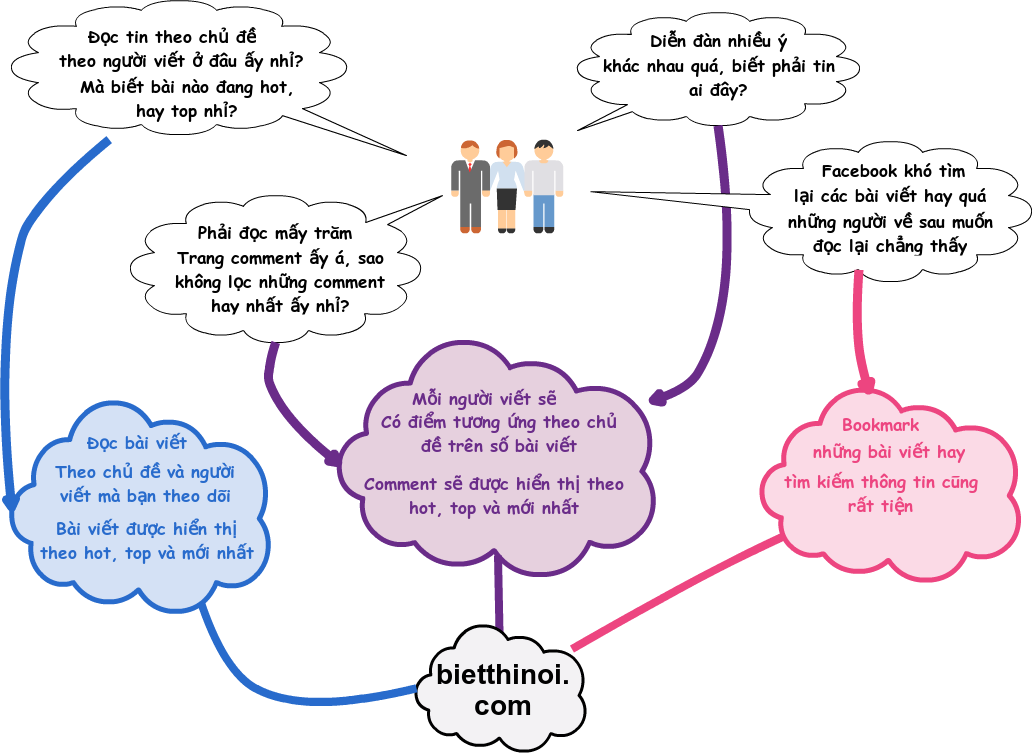 Đọc tin theo chủ đề
theo người viết ở đâu ấy nhỉ?
Mà biết bài nào đang hot,
hay top nhỉ?
Diễn đàn nhiều ý
khác nhau quá, biết phải tin
ai đây?
Facebook khó tìm
lại các bài viết hay quá
những người về sau muốn
đọc lại chẳng thấy
Phải đọc mấy trăm
Trang comment ấy á, sao
không lọc những comment
hay nhất ấy nhỉ?
Đọc bài viết
Theo chủ đề và người
viết mà bạn theo dõi
Bài viết được hiển thị
theo hot, top và mới nhất
Mỗi người viết sẽ
Có điểm tương ứng theo chủ
đề trên số bài viết
Comment sẽ được hiển thị theo
hot, top và mới nhất
Bookmark
những bài viết hay
tìm kiếm thông tin cũng
rất tiện
bietthinoi.
com